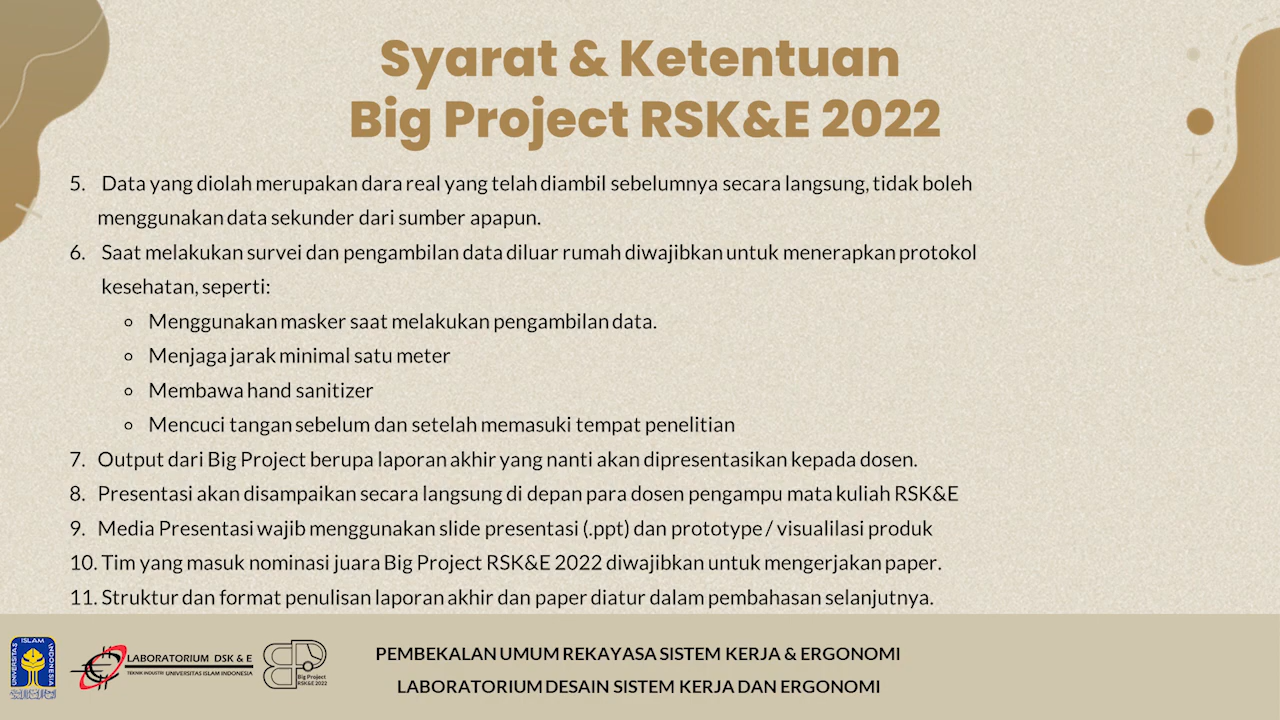 Syarat & Ketentuan
Big Project RSK&E 2022
5. Data yang diolah merupakan dara real yang telah diambil sebelumnya secara langsung, tidak boleh
menggunakan data sekunder dari sumber apapun.
6. Saat melakukan survei dan pengambilan data diluar rumah diwajibkan untuk menerapkan protokol
kesehatan, seperti:
Menggunakan masker saat melakukan pengambilan data.
Menjaga jarak minimal satu meter
Membawa hand sanitizer
Mencuci tangan sebelum dan setelah memasuki tempat penelitian
7. Output dari Big Project berupa laporan akhir yang nanti akan dipresentasikan kepada dosen.
8. Presentasi akan disampaikan secara langsung di depan para dosen pengampu mata kuliah RSK&E
9. Media Presentasi wajib menggunakan slide presentasi (.ppt) dan prototype / visualilasi produk
10. Tim yang masuk nominasi juara Big Project RSK&E 2022 diwajibkan untuk mengerjakan paper.
11. Struktur dan format penulisan laporan akhir dan paper diatur dalam pembahasan selanjutnya.
UNIVERSITAS ISLAM INDONESIA
LABORATORIUM DSK & E
TEKNIK INDUSTRI UNIVERSITAS ISLAM INDONESIA
Big Project
RSK&E 2022
PEMBEKALAN UMUM REKAYASA SISTEM KERJA & ERGONOMI
LABORATORIUM DESAIN SISTEM KERJA DAN ERGONOMI